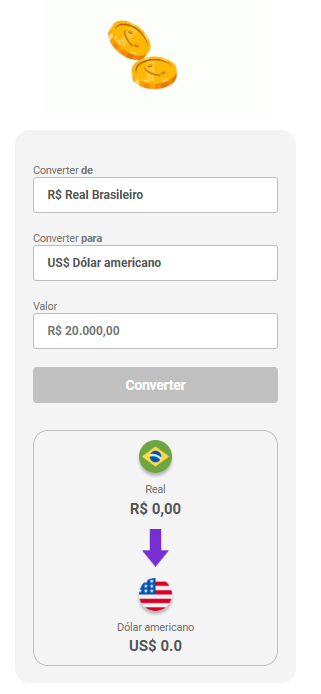 Converter de
R$ Real Brasileiro
Converter para
US$ Dólar americano
Valor
R$ 20.000,00
Converter
Real
R$ 0,00
Dólar americano
US$ 0.0